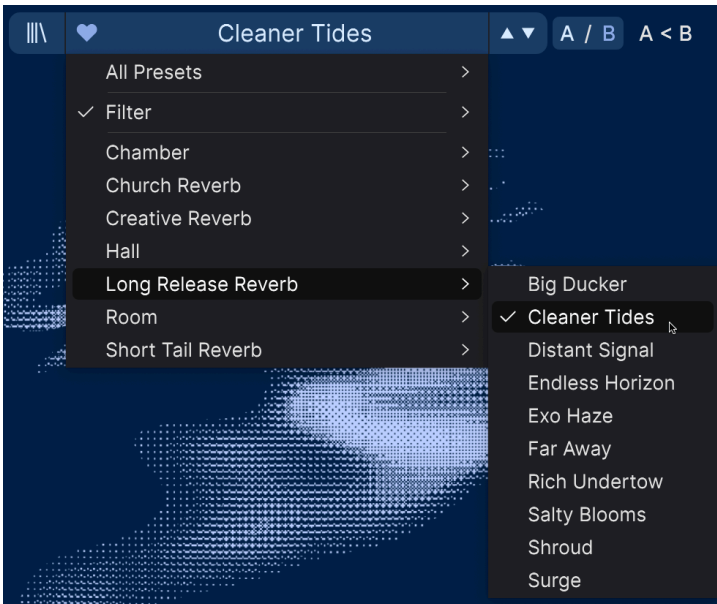 Cleaner Tides
A / B
A < B
All Presets
Filter
Chamber
Church Reverb
Creative Reverb
Hall
Long Release Reverb
Room
Short Tail Reverb
Big Ducker
Cleaner Tides
Distant Signal
Endless Horizon
Exo Haze
Far Away
Rich Undertow
Salty Blooms
Shroud
Surge